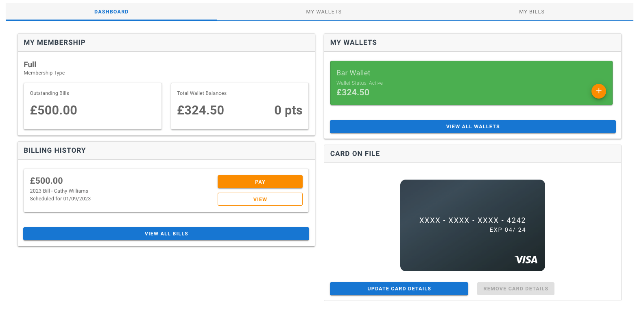 DASHBOARD
MY WALLETS
MY BILLS
MY MEMBERSHIP
Full
Membership Type
Outstanding Bills
£500.00
Total Wallet Balances
£324.50
0 pts
BILLING HISTORY
£500.00
2023 Bill - Cathy Williams
Scheduled for 01/09/2023
PAY
VIEW
VIEW ALL BILLS
MY WALLETS
Bar Wallet
Wallet Status: Active
£324.50
+
VIEW ALL WALLETS
CARD ON FILE
XXXX - XXXX - XXXX - 4242
EXP 04/ 24
VISA
UPDATE CARD DETAILS
REMOVE CARD DETAILS